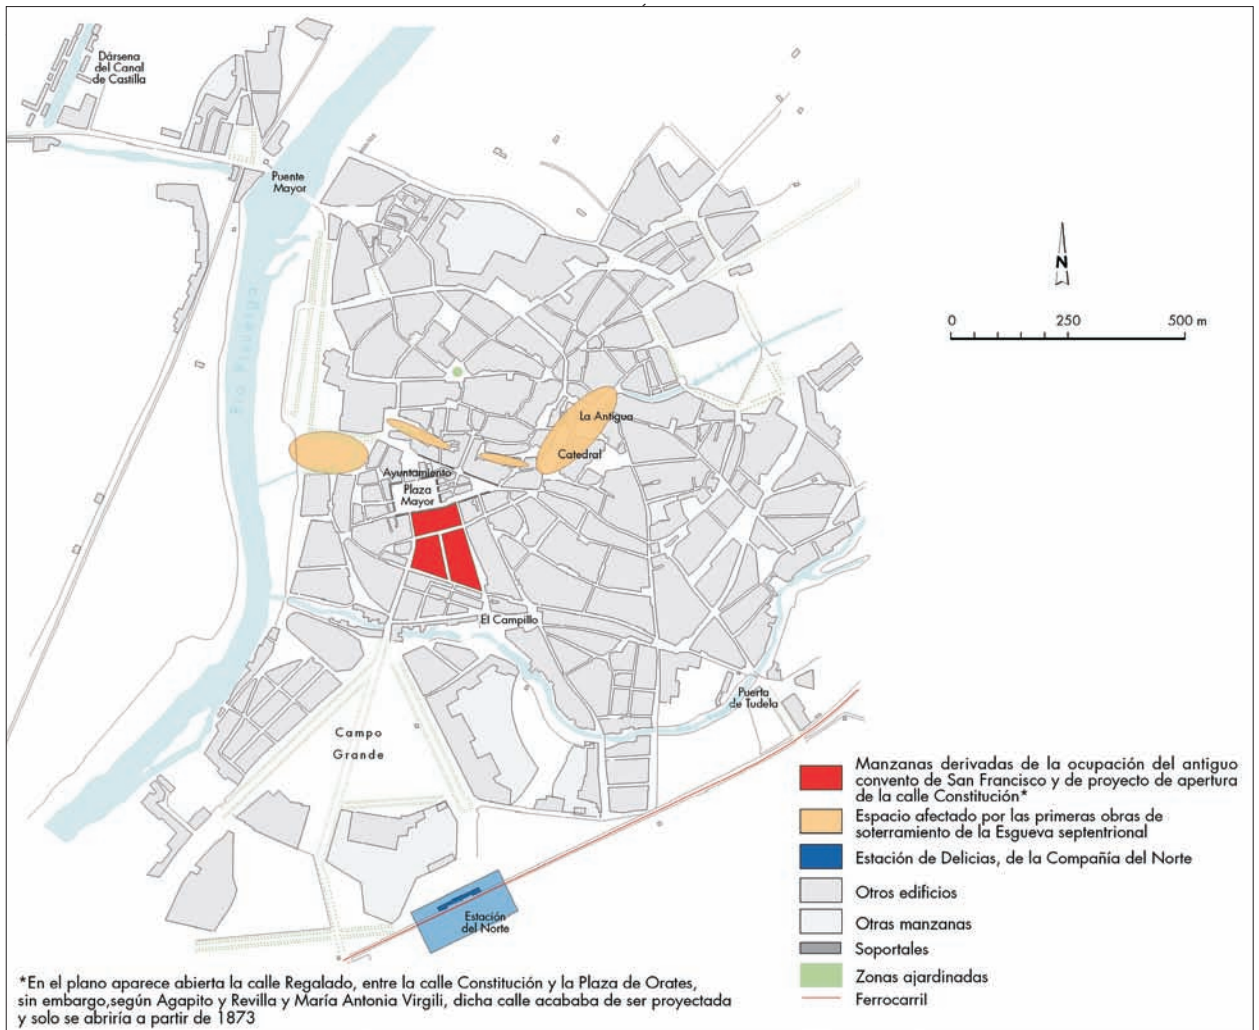 Dársena
del Canal
de Castilla
Puente
Mayor
Río Pisuerga
N
0 250 500 m
La Antigua
Catedral
Ayuntamiento
Plaza
Mayor
El Campillo
Puerta
de Tudela
Campo
Grande
Estación
del Norte
Manzanas derivadas de la ocupación del antiguo
convento de San Francisco y de proyecto de apertura
de la calle Constitución*
Espacio afectado por las primeras obras de
soterramiento de la Esgueva septentrional
Estación de Delicias, de la Compañía del Norte
Otros edificios
Otras manzanas
Soportales
Zonas ajardinadas
Ferrocarril
*En el plano aparece abierta la calle Regalado, entre la calle Constitución y la Plaza de Orates,
sin embargo,según Agapito y Revilla y María Antonia Virgili, dicha calle acababa de ser proyectada
y solo se abriría a partir de 1873